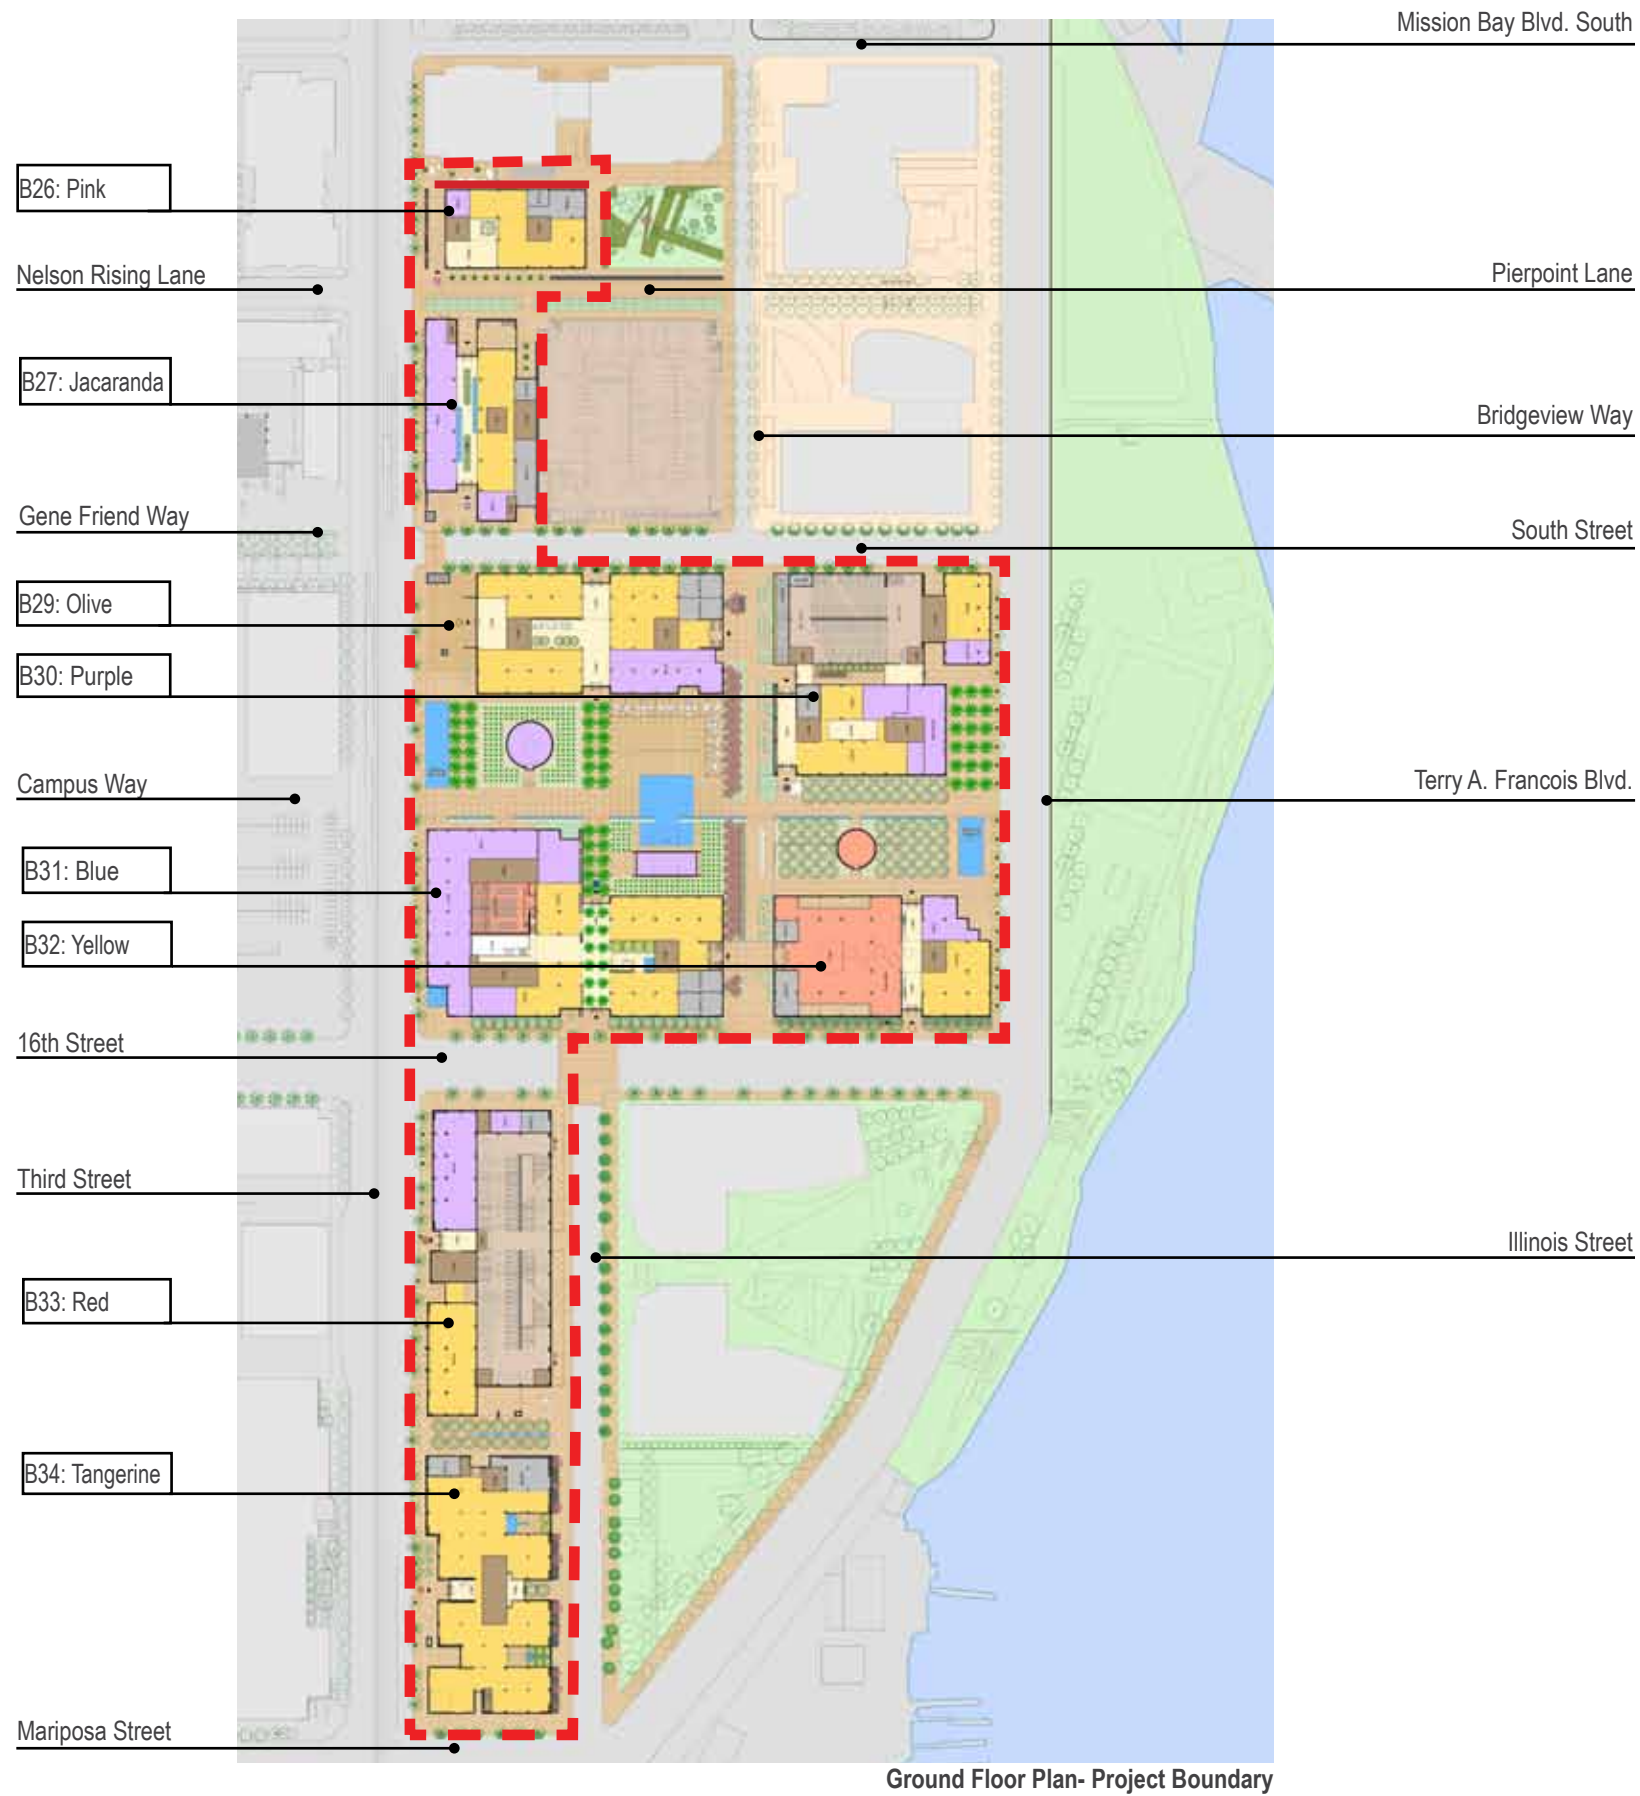 Mission Bay Blvd. South
B26: Pink
Nelson Rising Lane
Pierpoint Lane
B27: Jacaranda
Bridgeview Way
Gene Friend Way
South Street
B29: Olive
B30: Purple
Campus Way
Terry A. Francois Blvd.
B31: Blue
B32: Yellow
16th Street
Third Street
Illinois Street
B33: Red
B34: Tangerine
Mariposa Street
Ground Floor Plan- Project Boundary